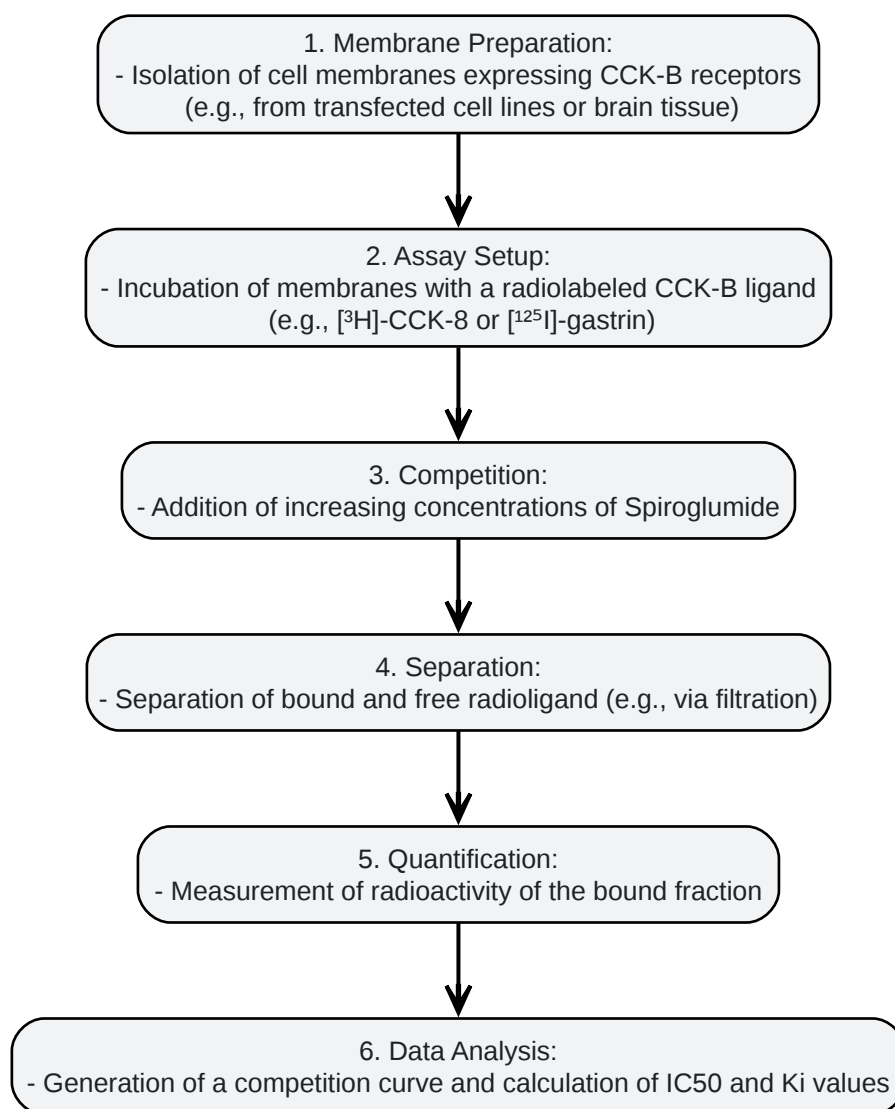 1. Membrane Preparation:
- Isolation of cell membranes expressing CCK-B receptors
(e.g., from transfected cell lines or brain tissue)
2. Assay Setup:
- Incubation of membranes with a radiolabeled CCK-B ligand
(e.g., [³H]-CCK-8 or [¹²⁵I]-gastrin)
3. Competition:
- Addition of increasing concentrations of Spiroglumide
4. Separation:
- Separation of bound and free radioligand (e.g., via filtration)
5. Quantification:
- Measurement of radioactivity of the bound fraction
6. Data Analysis:
- Generation of a competition curve and calculation of IC50 and Ki values